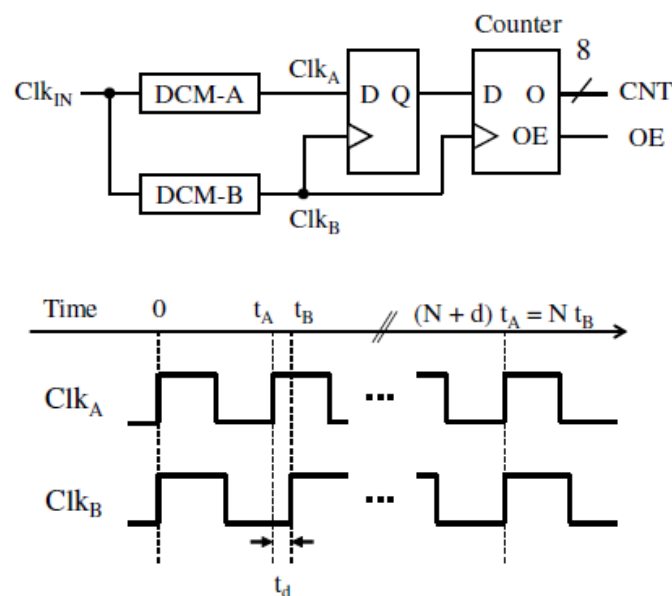 Counter
8
Clk_IN DCM-A Clk_A D Q D O CNT
OE OE
DCM-B
Clk_B
Time 0 t_A t_B (N + d) t_A = N t_B
Clk_A
Clk_B
t_d